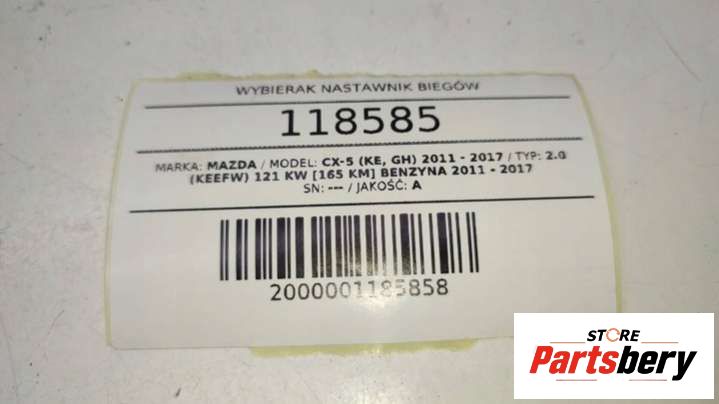 WYBIERAK NASTAWNIK BIEGÓW
118585
MARKA: MAZDA / MODEL: CX-5 (KE, GH) 2011 - 2017 / TYP: 2.0
(KEEFW) 121 KW [165 KM] BENZYNA 2011 - 2017
SN: --- / JAKOŚĆ: A
2000001185858
STORE
Partsbery